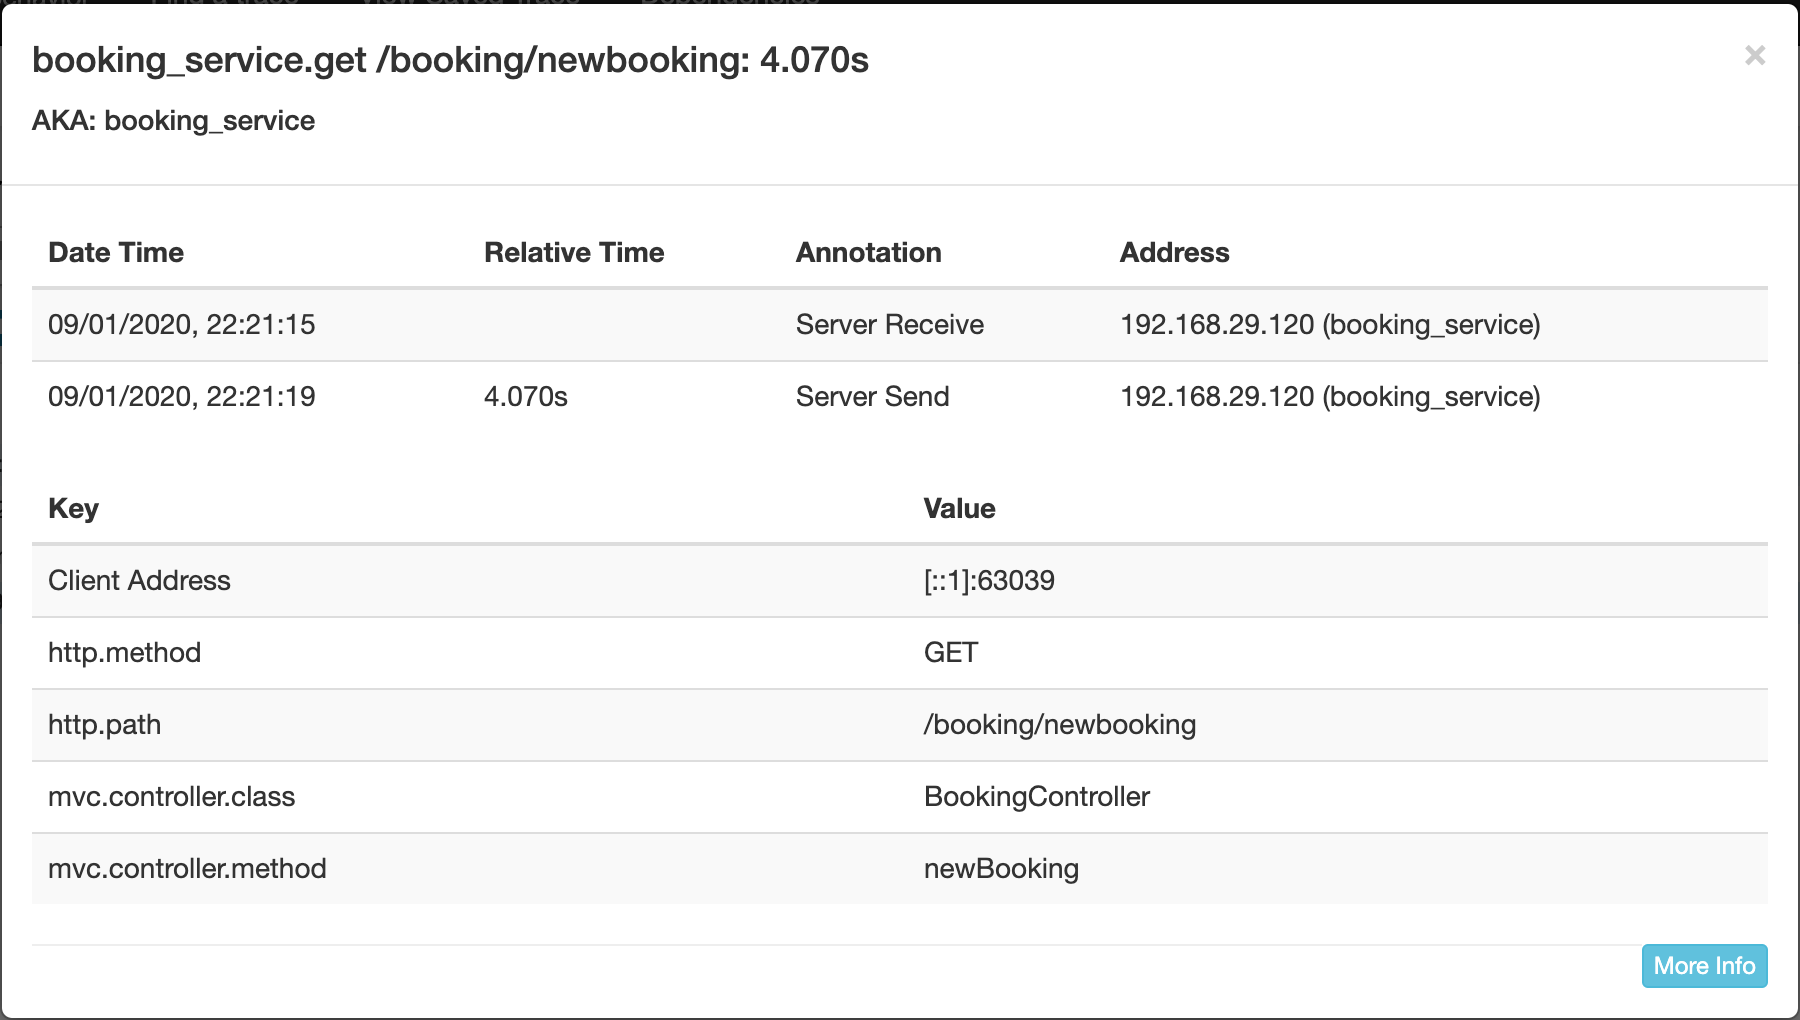 booking_service.get /booking/newbooking: 4.070s
×
AKA: booking_service
Date Time Relative Time Annotation Address
09/01/2020, 22:21:15 Server Receive 192.168.29.120 (booking_service)
09/01/2020, 22:21:19 4.070s Server Send 192.168.29.120 (booking_service)
Key Value
Client Address [::1]:63039
http.method GET
http.path /booking/newbooking
mvc.controller.class BookingController
mvc.controller.method newBooking
More Info